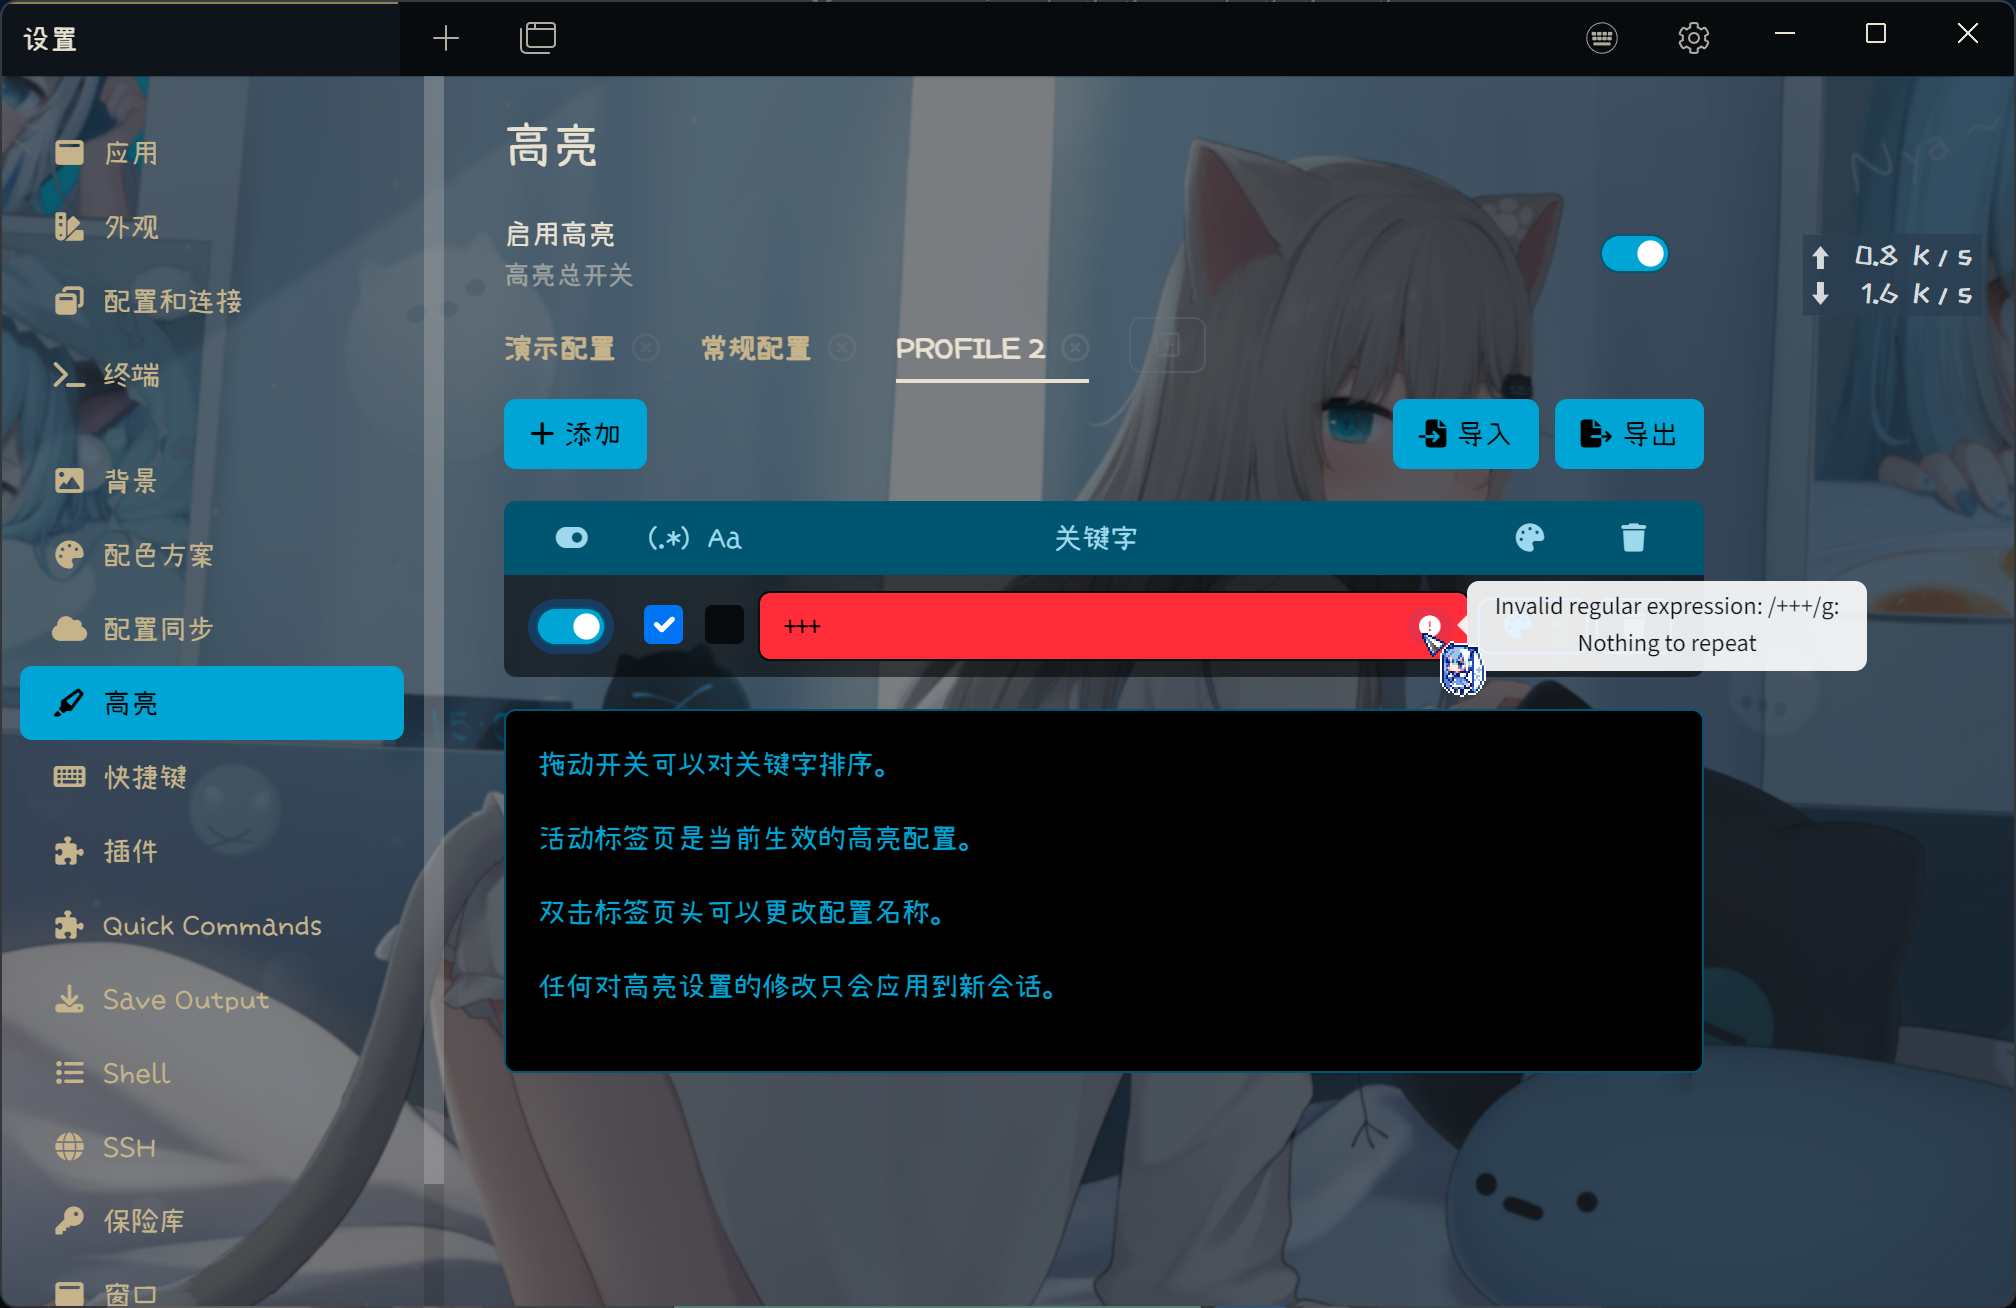 设置
应用
外观
配置和连接
终端
背景
配色方案
配置同步
高亮
快捷键
插件
Quick Commands
Save Output
Shell
SSH
保险库
窗口
高亮
启用高亮
高亮总开关
演示配置
常规配置
PROFILE 2
添加
导入
导出
(.*) Aa 关键字
+++
Invalid regular expression: /+++/g:
Nothing to repeat
拖动开关可以对关键字排序。
活动标签页是当前生效的高亮配置。
双击标签页头可以更改配置名称。
任何对高亮设置的修改只会应用到新会话。
Nya ~
0.8 k/s
1.6 k/s